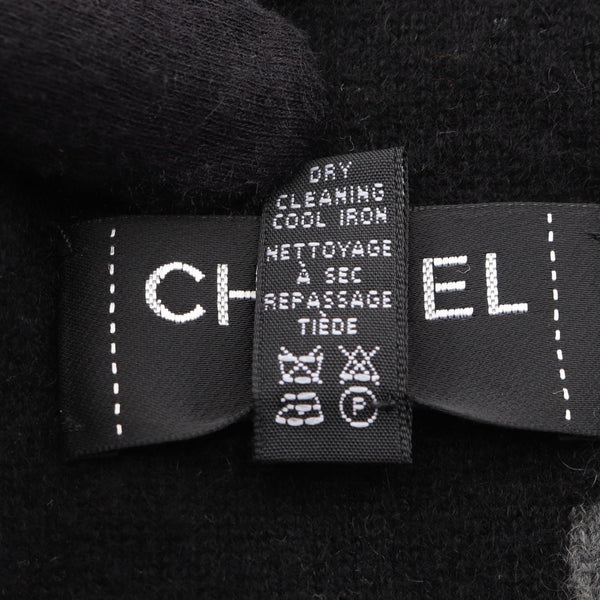 DRY
CLEANING
COOL IRON
NETTOYAGE
À SEC
REPASSAGE
TIÈDE
CH EL
P